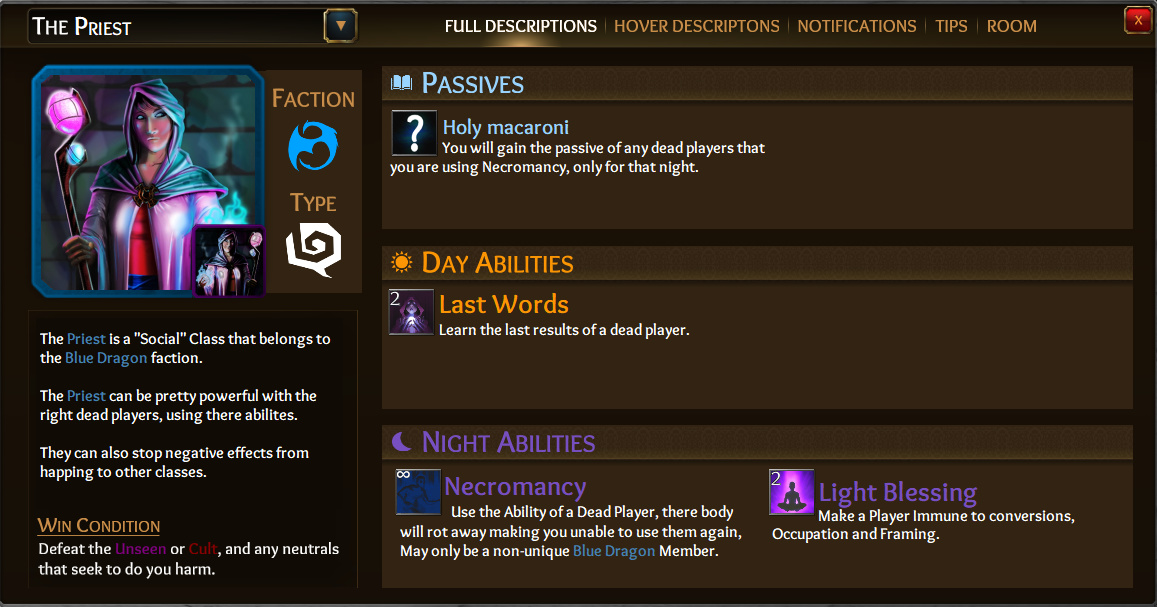 THE PRIEST
FULL DESCRIPTIONS
HOVER DESCRIPTONS
NOTIFICATIONS
TIPS
ROOM
X
FACTION
TYPE
The Priest is a "Social" Class that belongs to
the Blue Dragon faction.
The Priest can be pretty powerful with the
right dead players, using there abilites.
They can also stop negative effects from
happing to other classes.
WIN CONDITION
Defeat the Unseen or Cult, and any neutrals
that seek to do you harm.
PASSIVES
?
Holy macaroni
You will gain the passive of any dead players that
you are using Necromancy, only for that night.
DAY ABILITIES
2
Last Words
Learn the last results of a dead player.
NIGHT ABILITIES
∞
Necromancy
Use the Ability of a Dead Player, there body
will rot away making you unable to use them again,
May only be a non-unique Blue Dragon Member.
2
Light Blessing
Make a Player Immune to conversions,
Occupation and Framing.